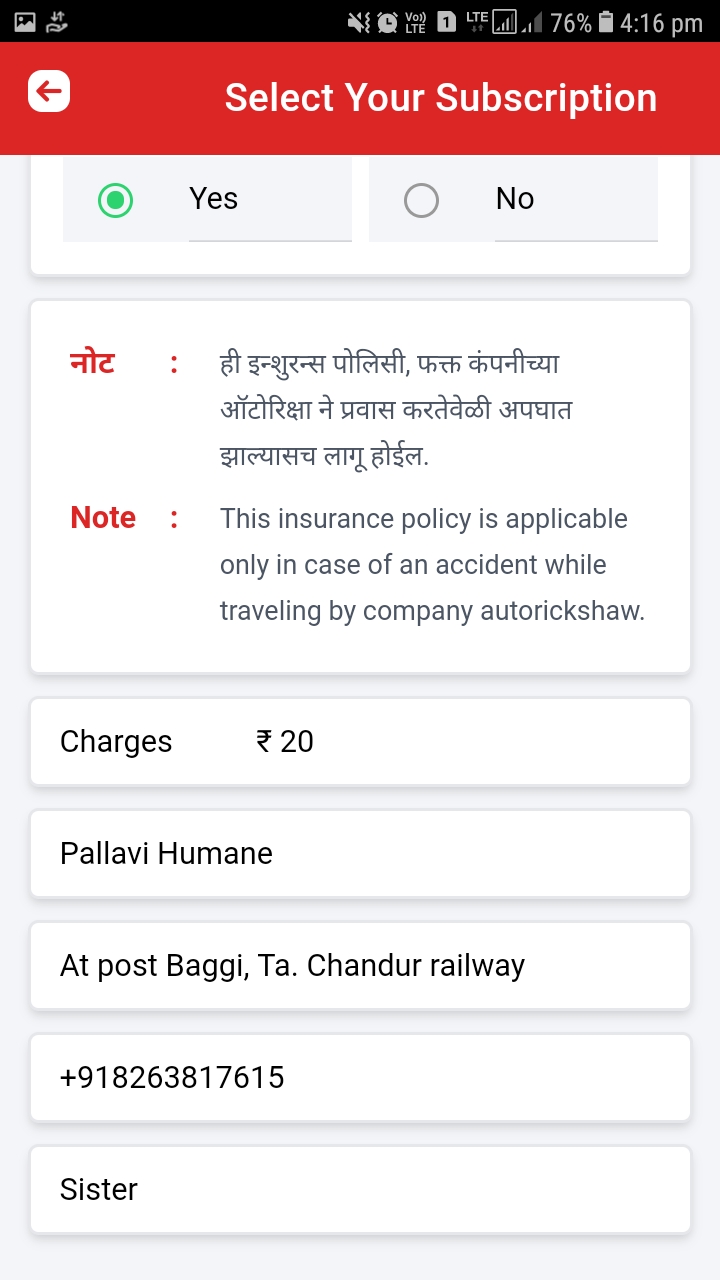 Vo)) LTE 1 LTE 76% 4:16 pm
Select Your Subscription
Yes No
नोट : ही इन्शुरन्स पोलिसी, फक्त कंपनीच्या
ऑटोरिक्षा ने प्रवास करतेवेळी अपघात
झाल्यासच लागू होईल.
Note : This insurance policy is applicable
only in case of an accident while
traveling by company autorickshaw.
Charges ₹ 20
Pallavi Humane
At post Baggi, Ta. Chandur railway
+918263817615
Sister